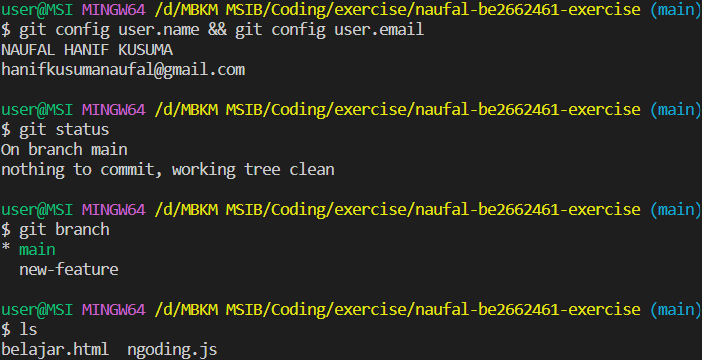 user@MSI MINGW64 /d/MBKM MSIB/Coding/exercise/naufal-be2662461-exercise (main)
$ git config user.name && git config user.email
NAUFAL HANIF KUSUMA
hanifkusumanaufal@gmail.com
user@MSI MINGW64 /d/MBKM MSIB/Coding/exercise/naufal-be2662461-exercise (main)
$ git status
On branch main
nothing to commit, working tree clean
user@MSI MINGW64 /d/MBKM MSIB/Coding/exercise/naufal-be2662461-exercise (main)
$ git branch
* main
  new-feature
user@MSI MINGW64 /d/MBKM MSIB/Coding/exercise/naufal-be2662461-exercise (main)
$ ls
belajar.html  ngoding.js